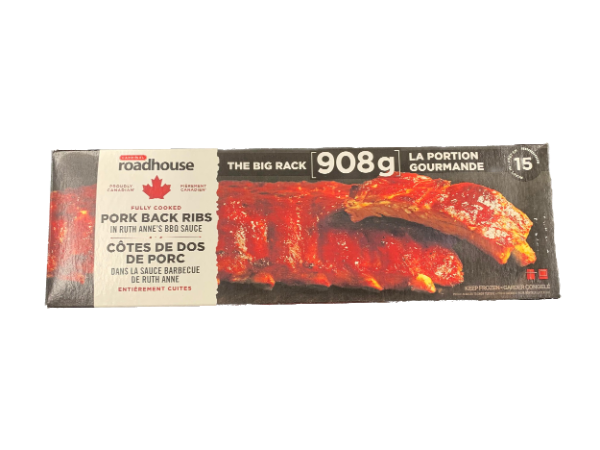 roadhouse
PROUDLY
CANADIAN
FIÈREMENT
CANADIEN
FULLY COOKED
PORK BACK RIBS
IN RUTH ANNE'S BBQ SAUCE
CÔTES DE DOS
DE PORC
DANS LA SAUCE BARBECUE
DE RUTH ANNE
ENTIÈREMENT CUITES
THE BIG RACK
908g
LA PORTION
GOURMANDE
15
KEEP FROZEN • GARDER CONGELÉ